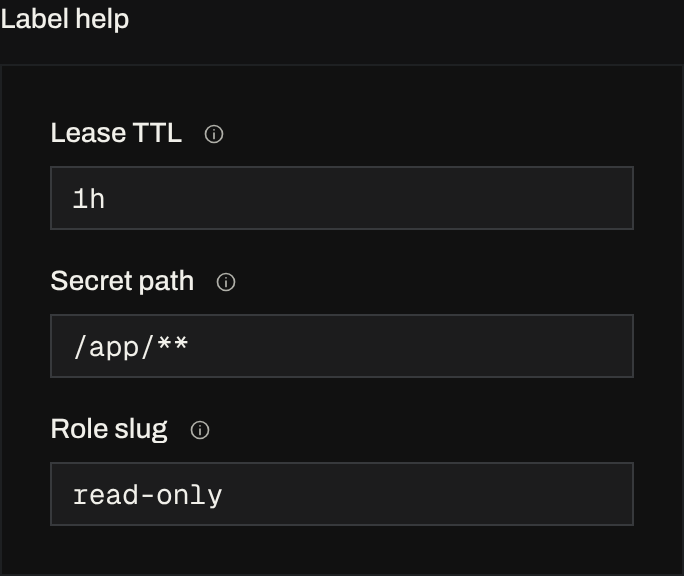 Label help
Lease TTL
1h
Secret path
/app/**
Role slug
read-only